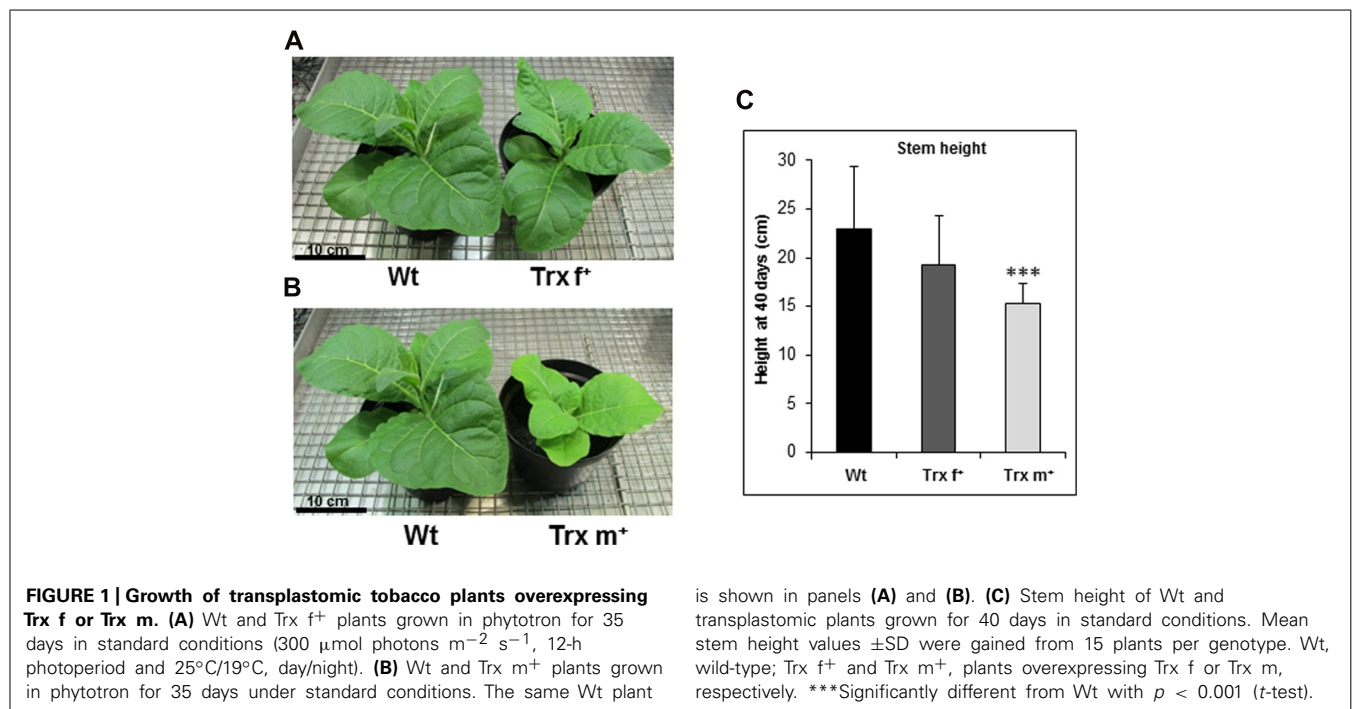 A
10 cm
Wt Trx f⁺
B
10 cm
Wt Trx m⁺
C
Stem height
Height at 40 days (cm)
30
25
20
15
10
5
0
***
Wt Trx f⁺ Trx m⁺
FIGURE 1 | Growth of transplastomic tobacco plants overexpressing
Trx f or Trx m. (A) Wt and Trx f⁺ plants grown in phytotron for 35
days in standard conditions (300 μmol photons m⁻² s⁻¹, 12-h
photoperiod and 25°C/19°C, day/night). (B) Wt and Trx m⁺ plants grown
in phytotron for 35 days under standard conditions. The same Wt plant
is shown in panels (A) and (B). (C) Stem height of Wt and
transplastomic plants grown for 40 days in standard conditions. Mean
stem height values ±SD were gained from 15 plants per genotype. Wt,
wild-type; Trx f⁺ and Trx m⁺, plants overexpressing Trx f or Trx m,
respectively. ***Significantly different from Wt with p < 0.001 (t-test).